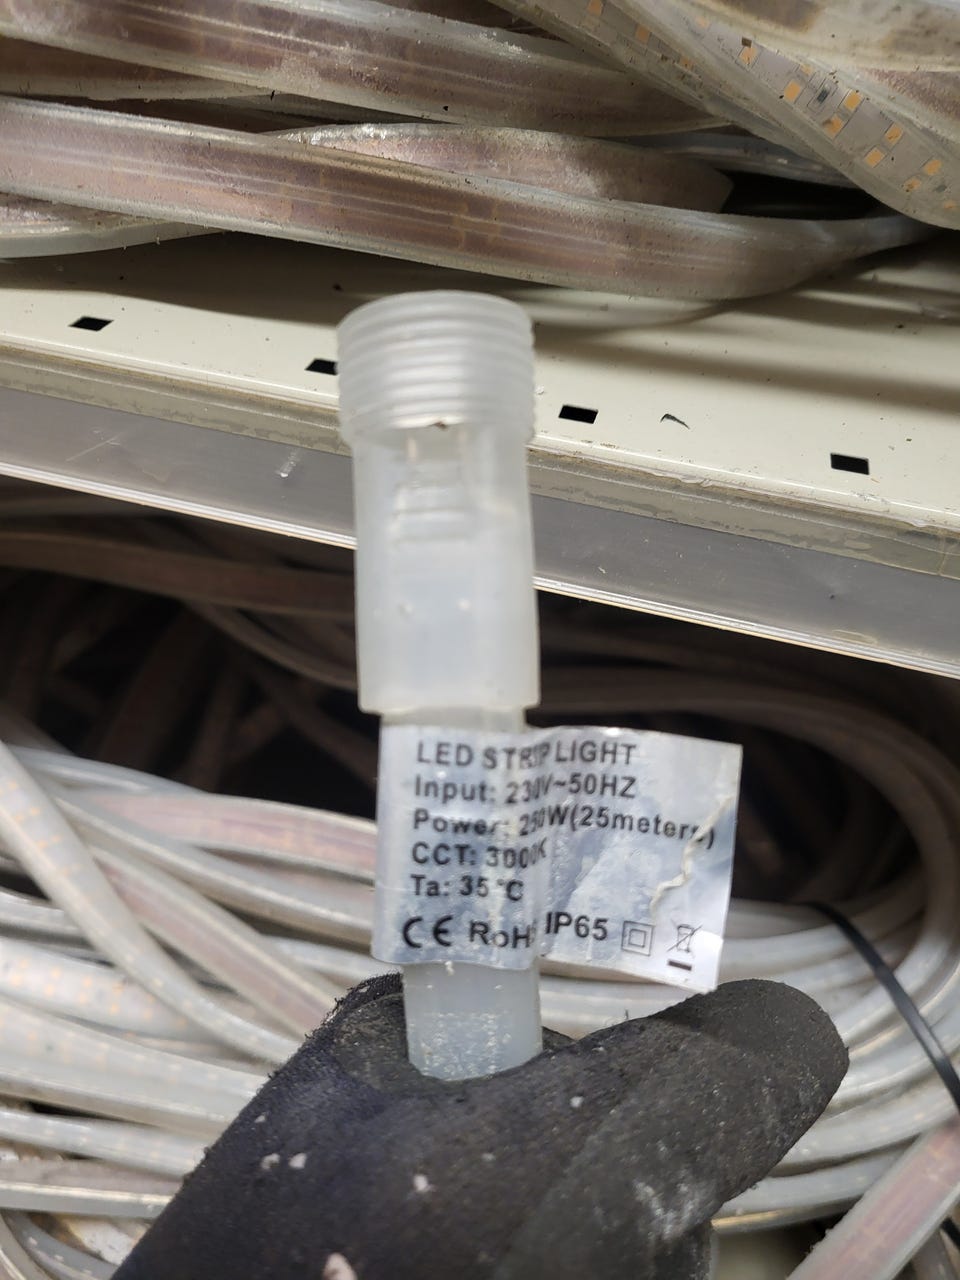 LED STRIP LIGHT
Input: 230V~50HZ
Power: 250W(25meters)
CCT: 3000K
Ta: 35℃
CE RoHS IP65